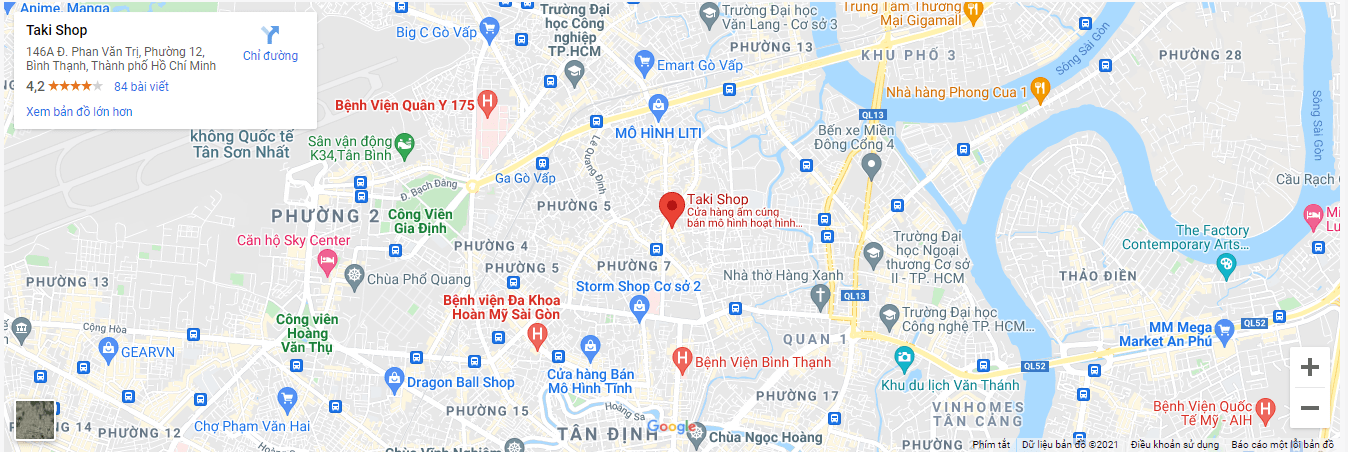 Anime, Manga
Taki Shop
146A Đ. Phan Văn Trị, Phường 12,
Bình Thạnh, Thành phố Hồ Chí Minh
4,2
84 bài viết
Xem bản đồ lớn hơn
Chỉ đường
Big C Gò Vấp
Trường Đại
học Công
nghiệp
TP.HCM
Trường Đại học
Văn Lang - Cơ sở 3
PHƯỜNG 13
Trung Tâm Thương
Mại Gigamall
KHU PHỐ 3
Sông Sài Gòn
PHƯỜNG 28
Emart Gò Vấp
Nhà hàng Phong Cua 1
Bệnh Viện Quân Y 175
MÔ HÌNH LITI
QL13
Bến xe Miền
Đông Cổng 4
Sông Sài Gòn
không Quốc tế
Tân Sơn Nhất
Sân vận động
K34,Tân Bình
Lê Quang Định
Ga Gò Vấp
Đ. Bạch Đằng
Cầu Rạch C
PHƯỜNG 2
Công Viên
Gia Định
PHƯỜNG 5
Taki Shop
Cửa hàng ấm cúng
bán mô hình hoạt hình...
Mi
Lu
Căn hộ Sky Center
PHƯỜNG 4
Trường Đại
học Ngoại
thương Cơ sở
II - TP. HCM
The Factory
Contemporary Arts...
PHƯỜNG 13
Chùa Phổ Quang
PHƯỜNG 5
PHƯỜNG 7
Nhà thờ Hàng Xanh
THẢO ĐIỀN
Storm Shop Cơ sở 2
QL13
Bệnh viện Đa Khoa
Hoàn Mỹ Sài Gòn
Công viên
Hoàng
Văn Thụ
Cộng Hòa
Trường Đại học
Công nghệ TP. HCM...
QL52
MM Mega
Market An Phú
GEARVN
QUAN 1
Bệnh Viện Bình Thạnh
QL52
Dragon Ball Shop
Cửa hàng Bán
Mô Hình Tĩnh
Khu du lịch Văn Thánh
PHƯỜNG 17
PHƯỜNG 15
Hoàng Sa
VINHOMES
TÂN CẢNG
Bệnh viện Quốc
Tế Mỹ - AIH
G 14
PHƯỜNG 12
Chợ Phạm Văn Hai
TÂN ĐỊNH
Google
Chùa Ngọc Hoàng
Chùa Vĩnh Nghiêm
Phím tắt
Dữ liệu bản đồ ©2021
Điều khoản sử dụng
Báo cáo một lỗi bản đồ